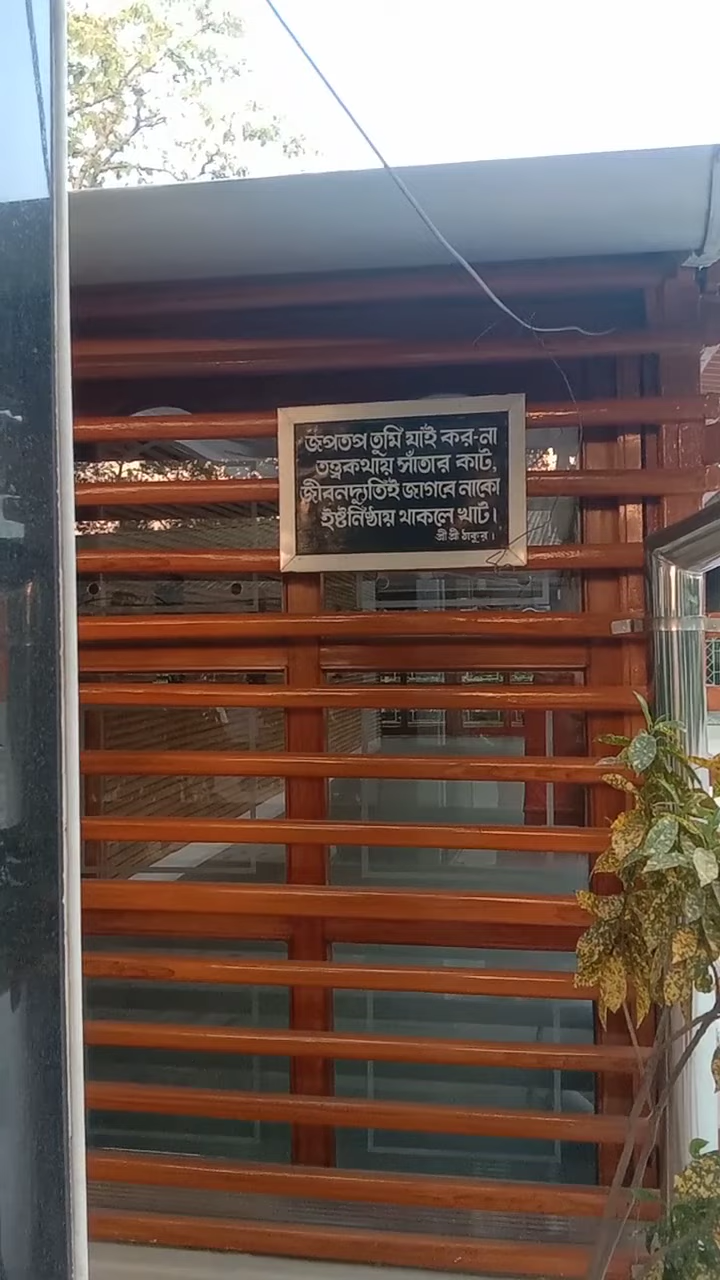 জপতপ তুমি যাই কর-না
তত্ত্বকথায় সাঁতার কাট,
জীবনদ্যুতিই জাগবে নাকো
ইষ্টনিষ্ঠায় থাকলে খাট।
শ্রী শ্রী ঠাকুর।